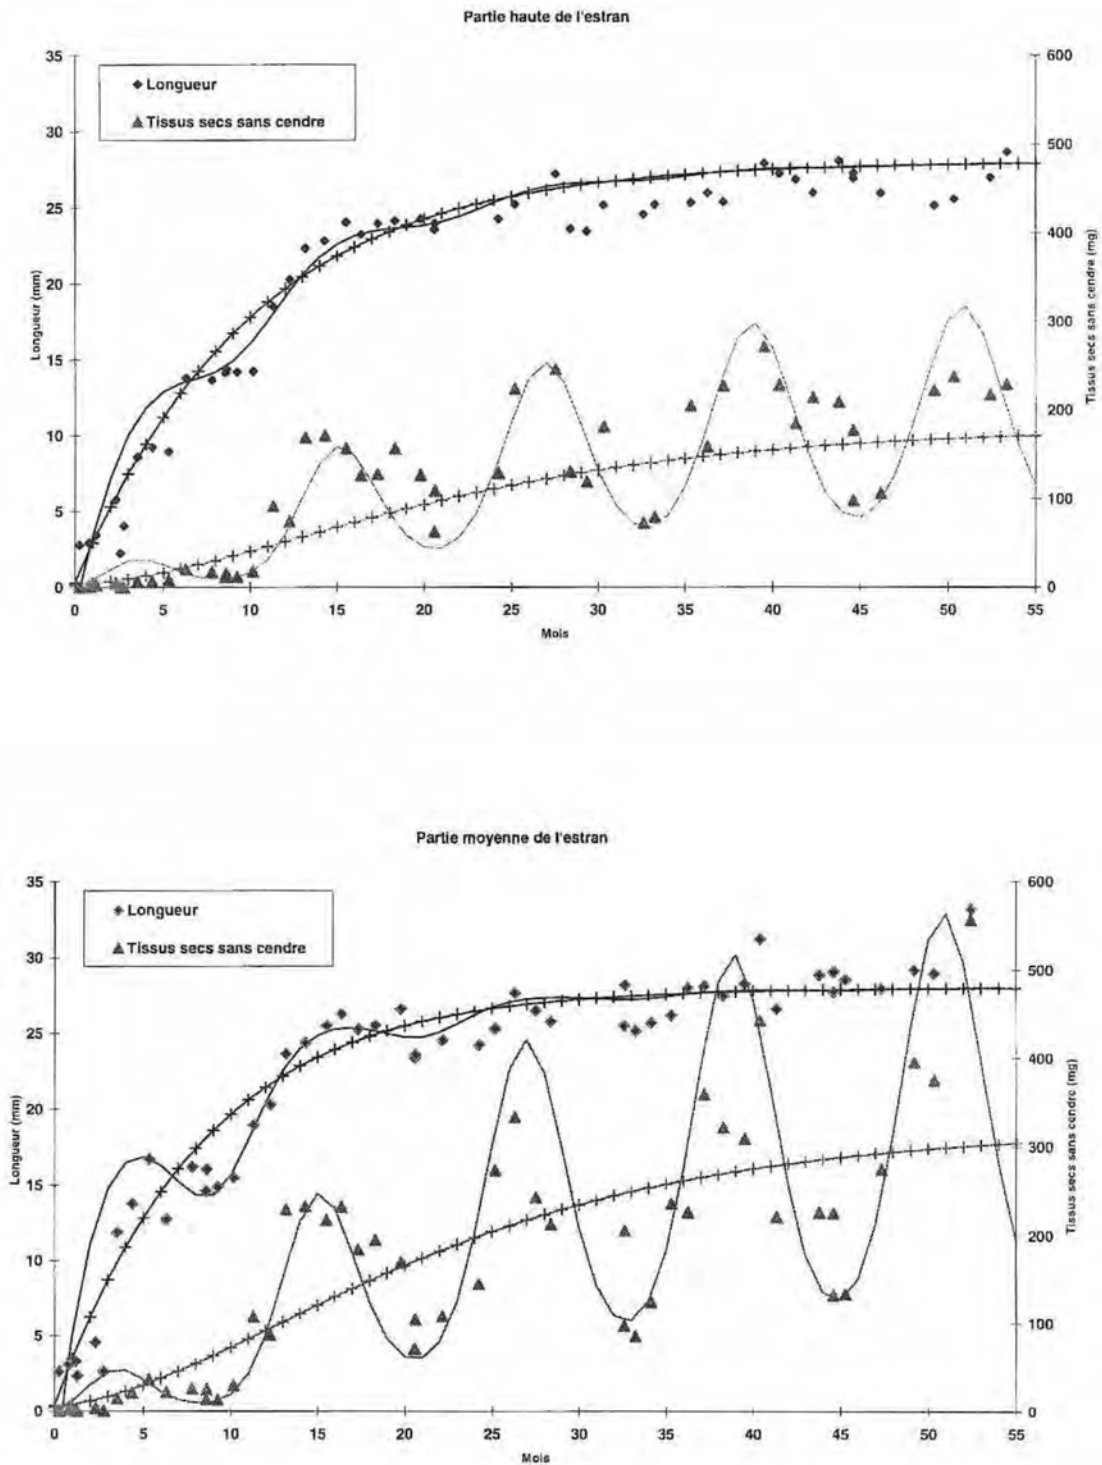 Partie haute de l'estran
35
30
25
20
15
10
5
0
Longueur (mm)
Longueur
Tissus secs sans cendre
600
500
400
300
200
100
0
Tissus secs sans cendre (mg)
0 5 10 15 20 25 30 35 40 45 50 55
Mois
Partie moyenne de l'estran
35
30
25
20
15
10
5
0
Longueur (mm)
Longueur
Tissus secs sans cendre
600
500
400
300
200
100
0
Tissus secs sans cendre (mg)
0 5 10 15 20 25 30 35 40 45 50 55
Mois